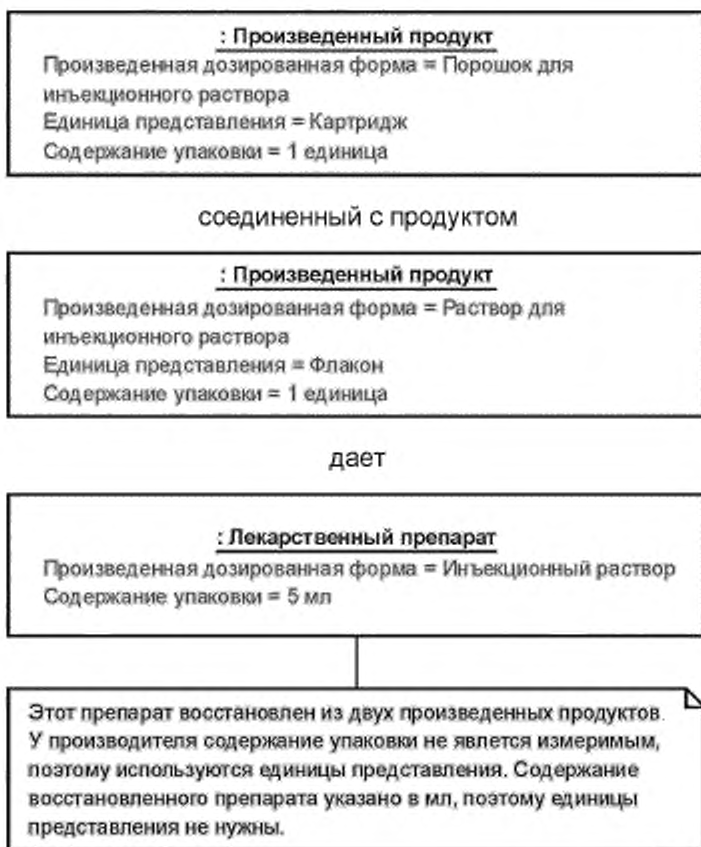 : Произведенный продукт
Произведенная дозированная форма = Порошок для
инъекционного раствора
Единица представления = Картридж
Содержание упаковки = 1 единица
соединенный с продуктом
: Произведенный продукт
Произведенная дозированная форма = Раствор для
инъекционного раствора
Единица представления = Флакон
Содержание упаковки = 1 единица
дает
: Лекарственный препарат
Произведенная дозированная форма = Инъекционный раствор
Содержание упаковки = 5 мл
Этот препарат восстановлен из двух произведенных продуктов.
У производителя содержание упаковки не явлется измеримым,
поэтому используются единицы представления. Содержание
восстановленного препарата указано в мл, поэтому единицы
представления не нужны.